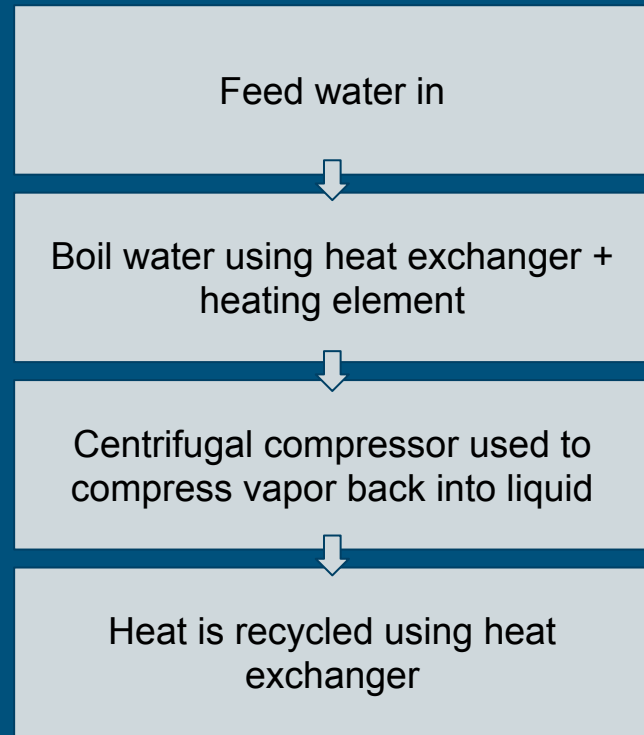 Feed water in
Boil water using heat exchanger +
heating element
Centrifugal compressor used to
compress vapor back into liquid
Heat is recycled using heat
exchanger